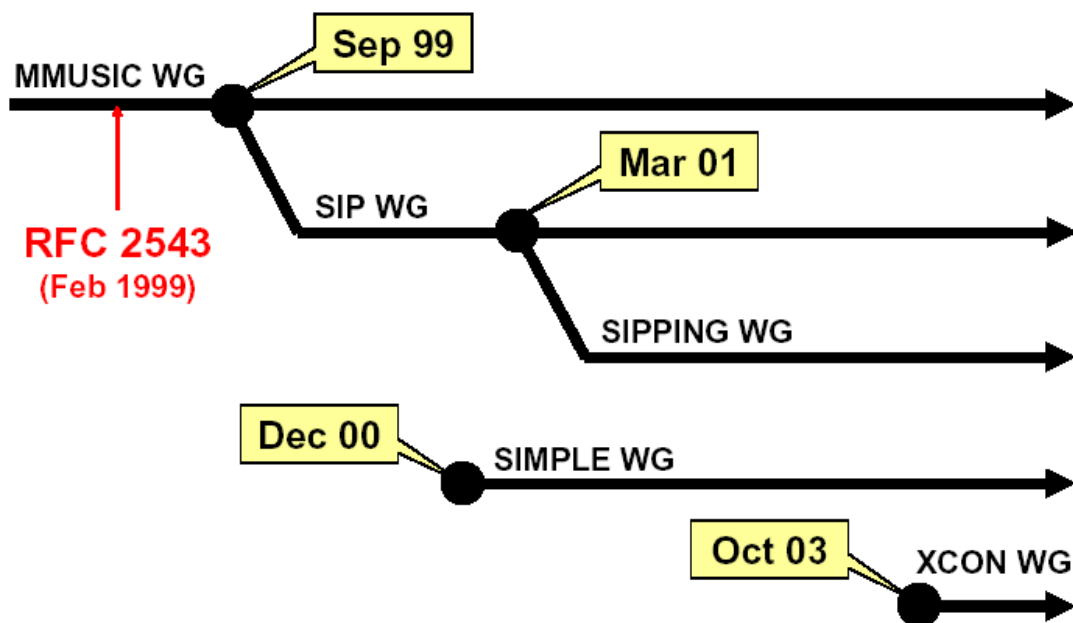 Sep 99
MMUSIC WG
Mar 01
SIP WG
RFC 2543
(Feb 1999)
SIPPING WG
Dec 00
SIMPLE WG
Oct 03
XCON WG